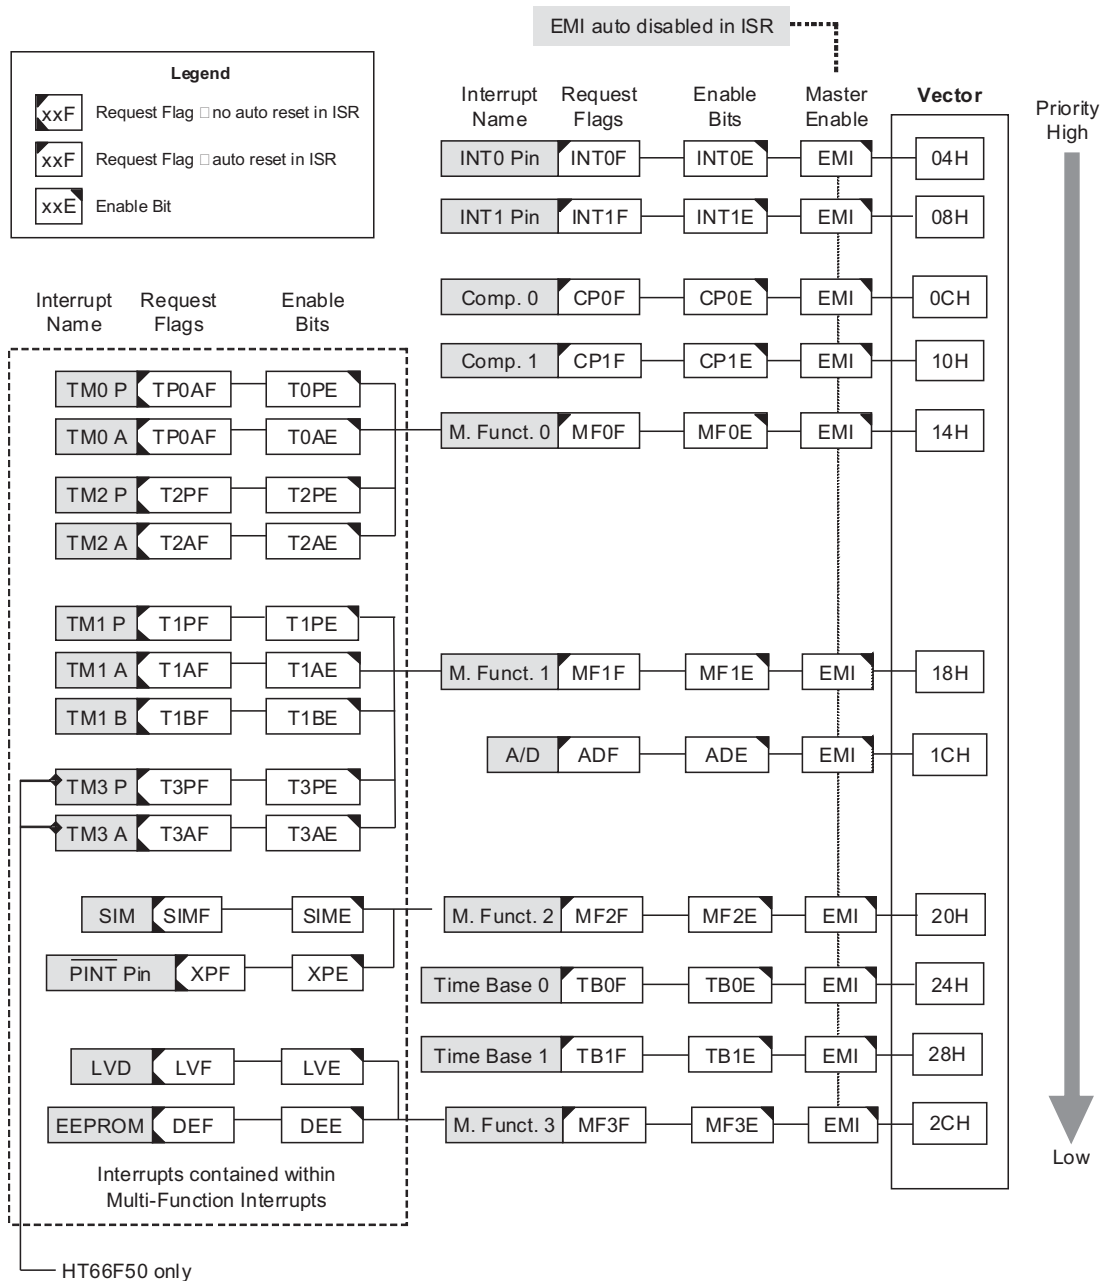 EMI auto disabled in ISR
Legend
xxF Request Flag □ no auto reset in ISR
xxF Request Flag □ auto reset in ISR
xxE Enable Bit
Interrupt Name Request Flags Enable Bits Master Enable Vector Priority High
INT0 Pin INT0F INT0E EMI 04H
INT1 Pin INT1F INT1E EMI 08H
Comp. 0 CP0F CP0E EMI 0CH
Comp. 1 CP1F CP1E EMI 10H
Interrupt Name Request Flags Enable Bits
TM0 P TP0AF T0PE
TM0 A TP0AF T0AE M. Funct. 0 MF0F MF0E EMI 14H
TM2 P T2PF T2PE
TM2 A T2AF T2AE
TM1 P T1PF T1PE
TM1 A T1AF T1AE M. Funct. 1 MF1F MF1E EMI 18H
TM1 B T1BF T1BE
A/D ADF ADE EMI 1CH
TM3 P T3PF T3PE
TM3 A T3AF T3AE
SIM SIMF SIME M. Funct. 2 MF2F MF2E EMI 20H
PINT Pin XPF XPE
Time Base 0 TB0F TB0E EMI 24H
Time Base 1 TB1F TB1E EMI 28H
LVD LVF LVE
EEPROM DEF DEE M. Funct. 3 MF3F MF3E EMI 2CH
Low
Interrupts contained within
Multi-Function Interrupts
HT66F50 only